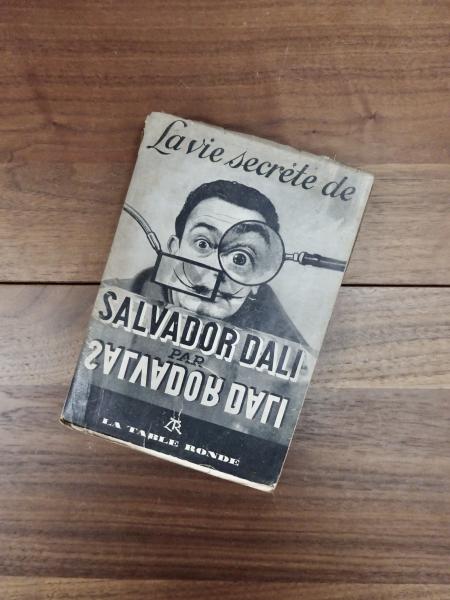 La vie secrète de
SALVADOR DALI
PAR
SALVADOR DALI
LA TABLE RONDE